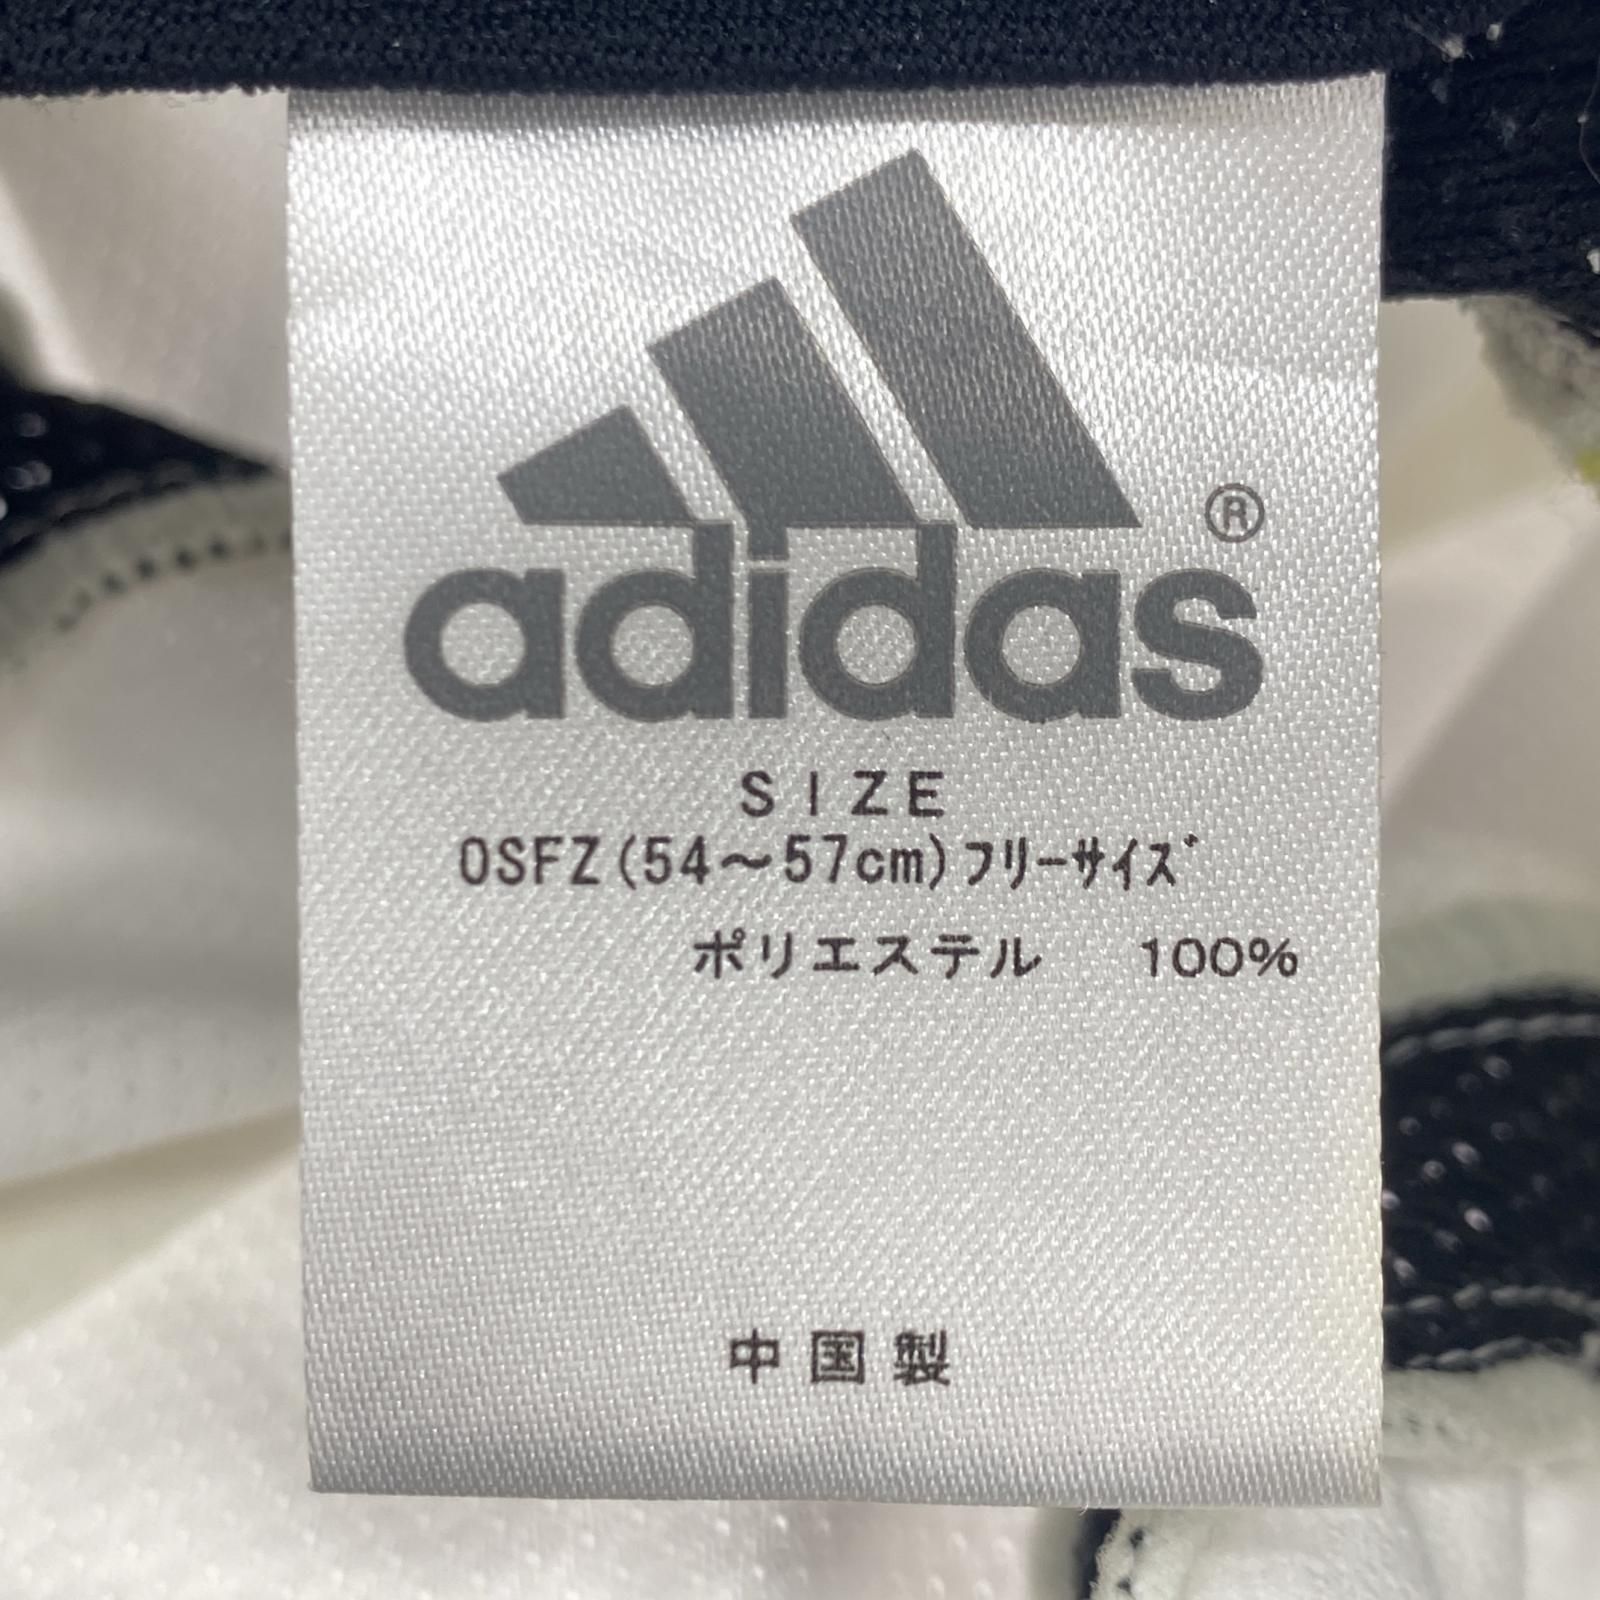 adidas®
SIZE
OSFZ(54～57cm)ﾌﾘｰｻｲｽﾞ
ポリエステル 100%
中国製